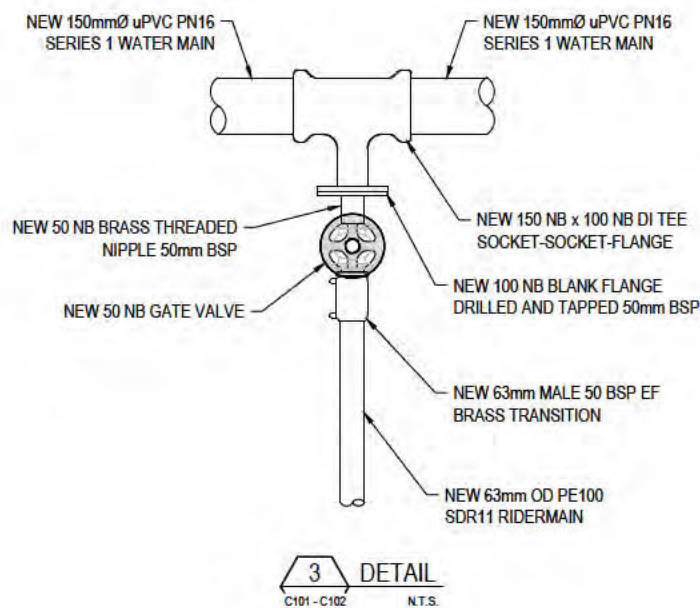 NEW 150mmØ uPVC PN16
SERIES 1 WATER MAIN
NEW 150mmØ uPVC PN16
SERIES 1 WATER MAIN
NEW 50 NB BRASS THREADED
NIPPLE 50mm BSP
NEW 150 NB x 100 NB DI TEE
SOCKET-SOCKET-FLANGE
NEW 50 NB GATE VALVE
NEW 100 NB BLANK FLANGE
DRILLED AND TAPPED 50mm BSP
NEW 63mm MALE 50 BSP EF
BRASS TRANSITION
NEW 63mm OD PE100
SDR11 RIDERMAIN
3 DETAIL
C101 - C102 N.T.S.